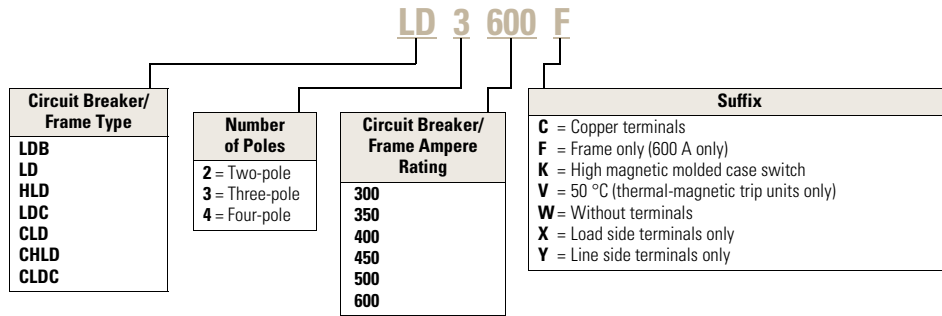 LD 3 600 F
Circuit Breaker/
Frame Type
LDB
LD
HLD
LDC
CLD
CHLD
CLDC
Number
of Poles
2 = Two-pole
3 = Three-pole
4 = Four-pole
Circuit Breaker/
Frame Ampere
Rating
300
350
400
450
500
600
Suffix
C = Copper terminals
F = Frame only (600 A only)
K = High magnetic molded case switch
V = 50 °C (thermal-magnetic trip units only)
W = Without terminals
X = Load side terminals only
Y = Line side terminals only